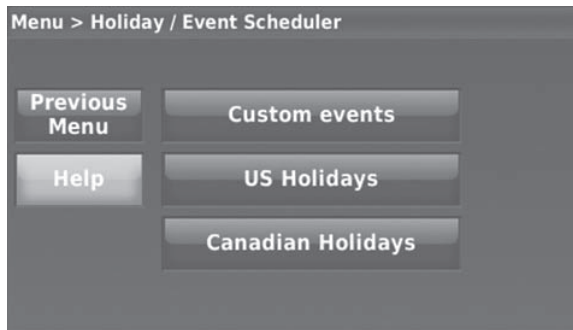 Menu > Holiday / Event Scheduler
Previous
Menu
Custom events
Help
US Holidays
Canadian Holidays